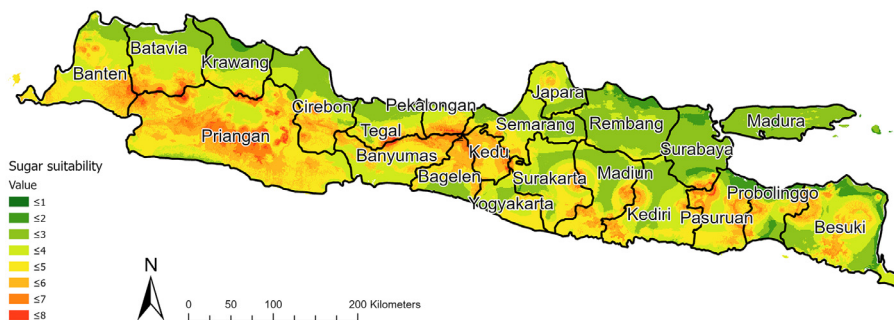 Batavia
Krawang
Banten
Cirebon
Priangan
Pekalongan
Tegal
Banyumas
Bagelen
Japara
Semarang
Rembang
Madura
Kedu
Surakarta
Yogyakarta
Madiun
Surabaya
Kediri
Pasuruan
Probolinggo
Besuki
Sugar suitability
Value
≤1
≤2
≤3
≤4
≤5
≤6
≤7
≤8
N
0 50 100 200 Kilometers